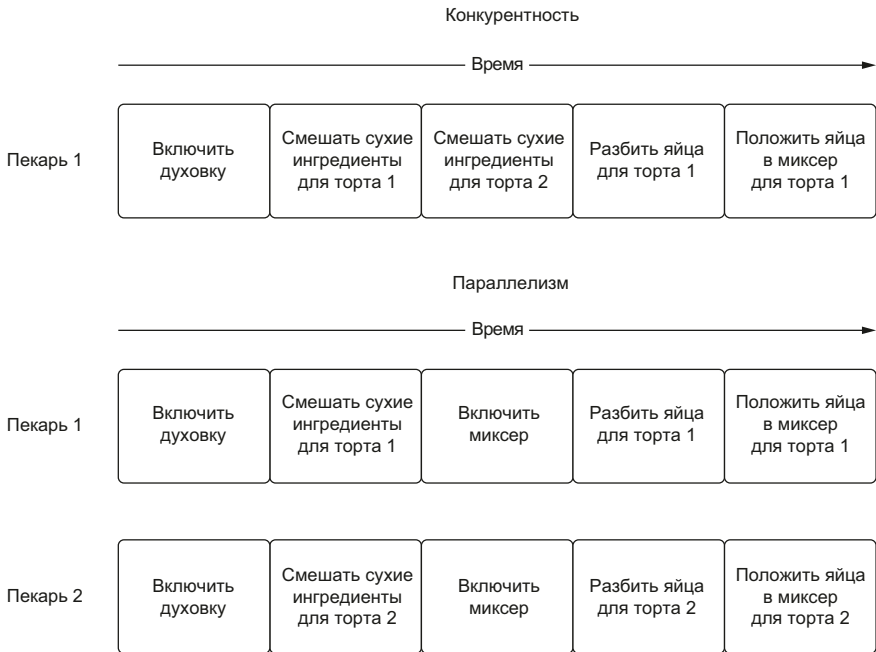 Конкурентность
Время
Пекарь 1
Включить
духовку
Смешать сухие
ингредиенты
для торта 1
Смешать сухие
ингредиенты
для торта 2
Разбить яйца
для торта 1
Положить яйца
в миксер
для торта 1
Параллелизм
Время
Пекарь 1
Включить
духовку
Смешать сухие
ингредиенты
для торта 1
Включить
миксер
Разбить яйца
для торта 1
Положить яйца
в миксер
для торта 1
Пекарь 2
Включить
духовку
Смешать сухие
ингредиенты
для торта 2
Включить
миксер
Разбить яйца
для торта 2
Положить яйца
в миксер
для торта 2